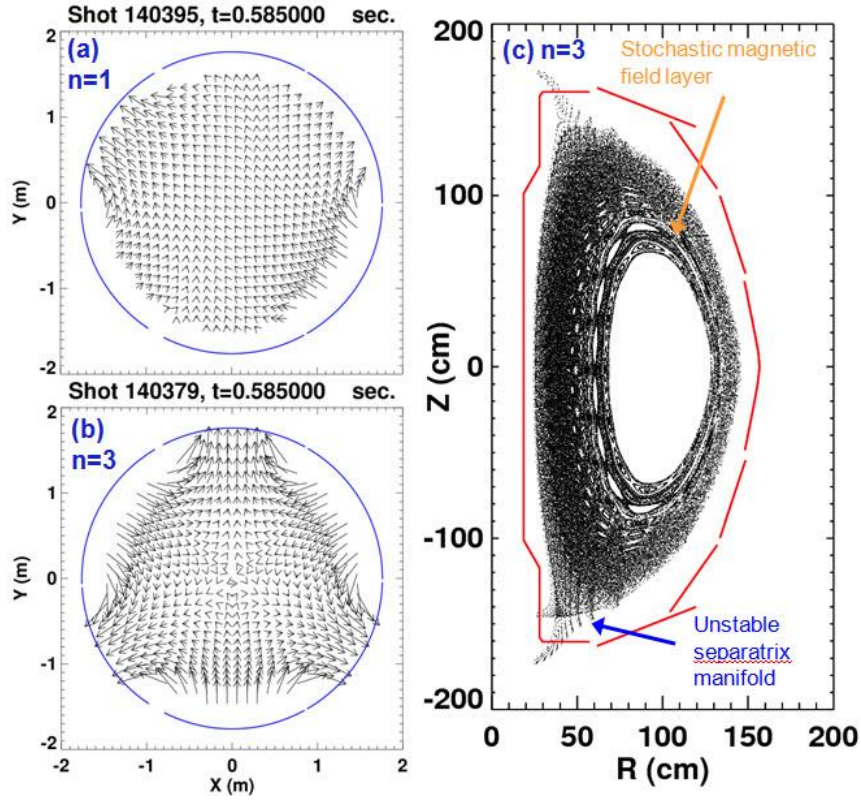 Shot 140395, t=0.585000 sec.
(a)
n=1
2
1
0
-1
-2
Y (m)
Shot 140379, t=0.585000 sec.
(b)
n=3
2
1
0
-1
-2
Y (m)
-2 -1 0 1 2
X (m)
(c) n=3
Stochastic magnetic
field layer
200
100
0
-100
-200
Z (cm)
Unstable
separatrix
manifold
0 50 100 150 200
R (cm)